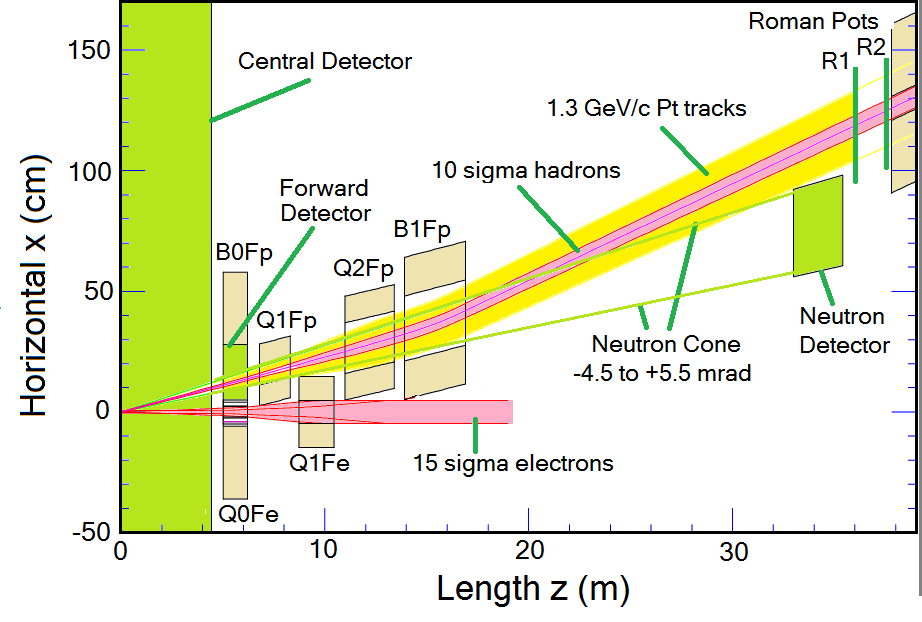 Roman Pots
R1
R2
Central Detector
1.3 GeV/c Pt tracks
10 sigma hadrons
Forward
Detector
B0Fp
Q1Fp
Q2Fp
B1Fp
Neutron Cone
-4.5 to +5.5 mrad
Neutron
Detector
Q1Fe
15 sigma electrons
Q0Fe
Horizontal x (cm)
150
100
50
0
-50
0
10
20
30
Length z (m)